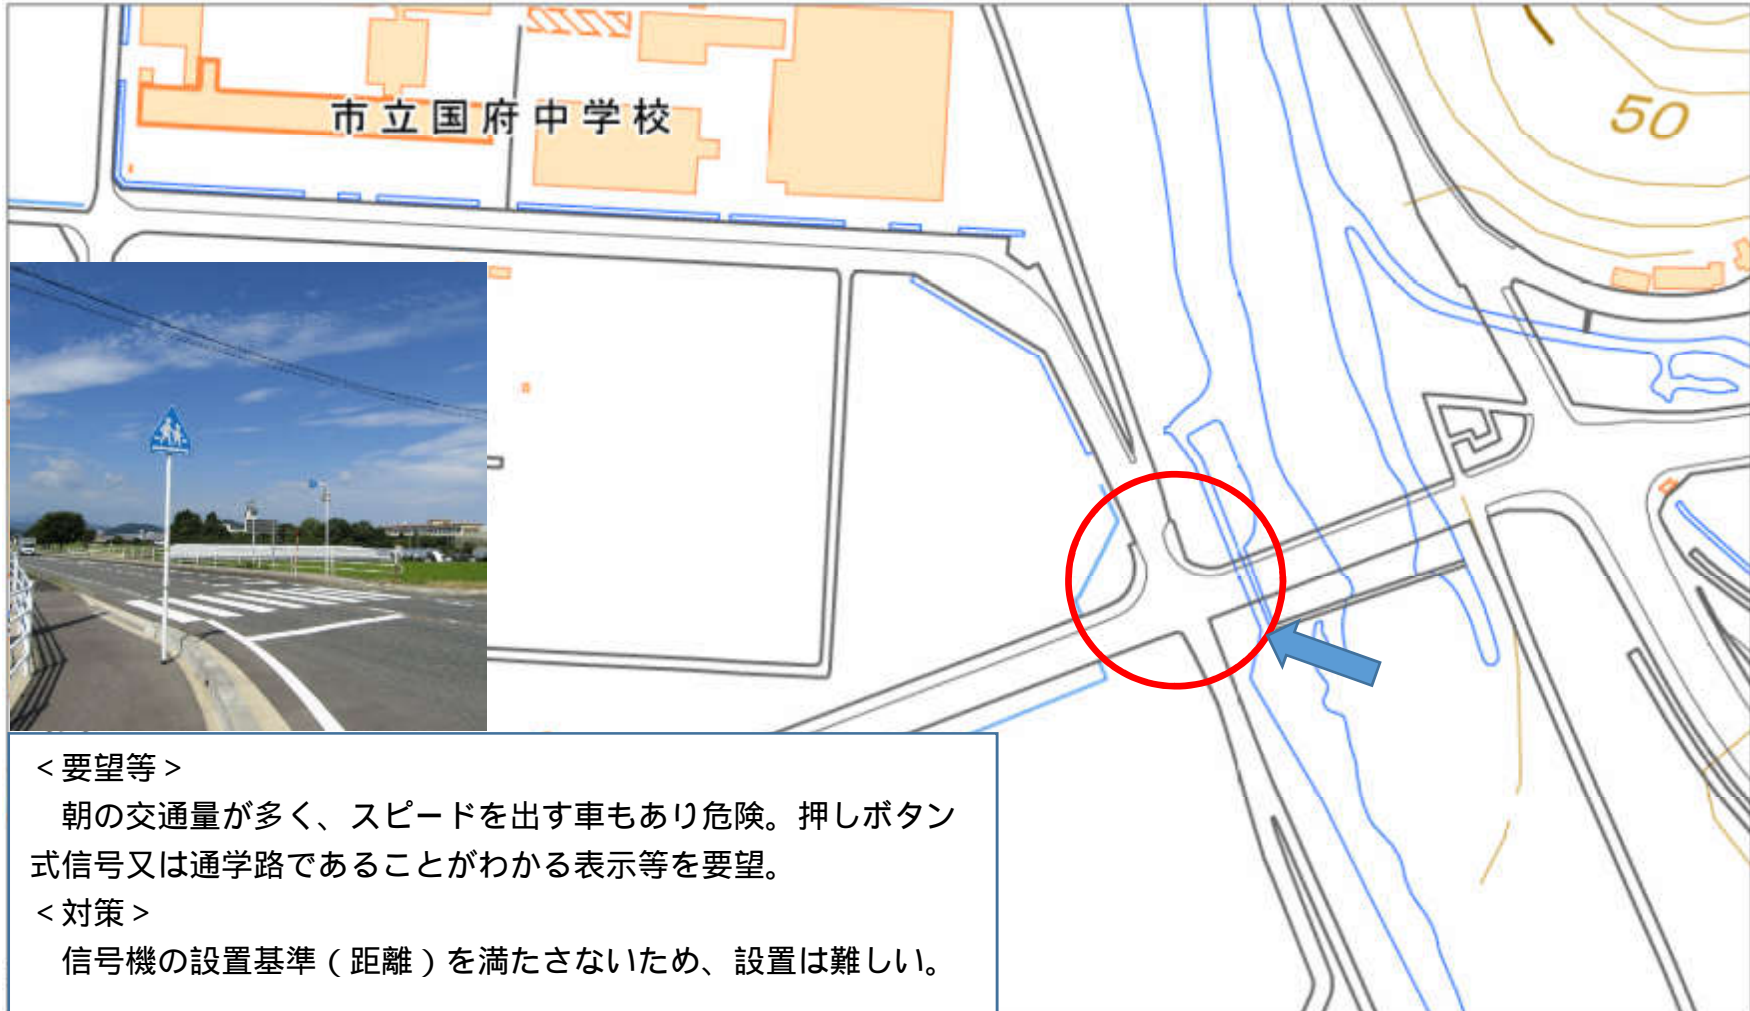 市立国府中学校
50
＜要望等＞
　朝の交通量が多く、スピードを出す車もあり危険。押しボタン
式信号又は通学路であることがわかる表示等を要望。
＜対策＞
　信号機の設置基準（距離）を満たさないため、設置は難しい。